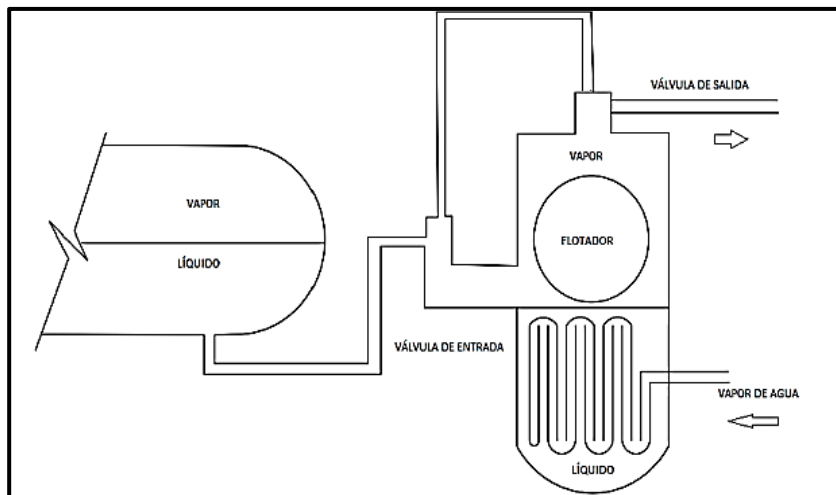 VÁLVULA DE SALIDA
VAPOR
VAPOR
FLOTADOR
LÍQUIDO
VÁLVULA DE ENTRADA
VAPOR DE AGUA
LÍQUIDO